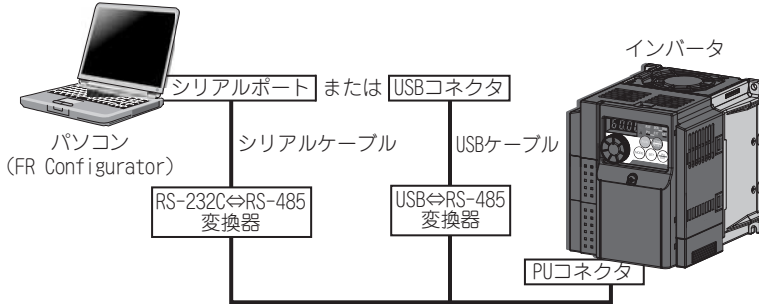 インバータ
シリアルポート または USBコネクタ
60.00
パソコン
(FR Configurator)
シリアルケーブル
USBケーブル
RS-232C⇔RS-485
変換器
USB⇔RS-485
変換器
PUコネクタ